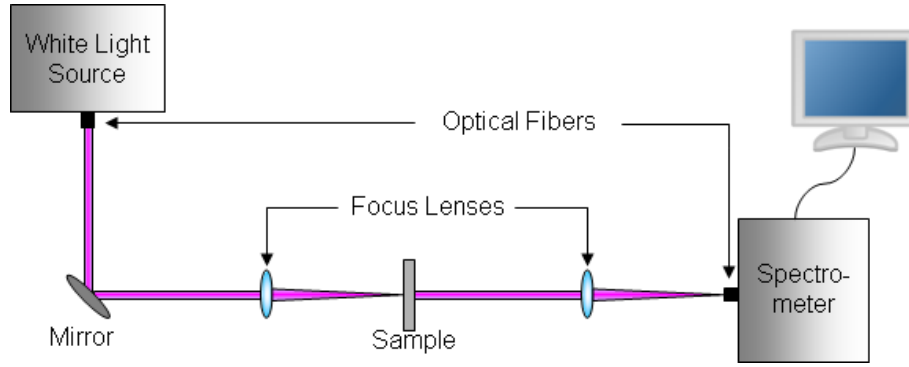 White Light
Source
Optical Fibers
Focus Lenses
Spectro-
meter
Mirror
Sample